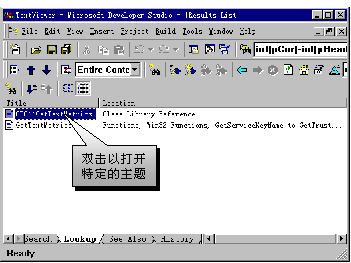 TextViewer - Microsoft Developer Studio - [Results List]
File Edit View Insert Project Build Tools Window Help
Entire Conte
Title Location
GetTextMetrics Class Library Reference
GetTextMetrics Functions, Win32 Functions, GetServiceKeyName to GetTrust...
双击以打开
特定的主题
Search Lookup See Also History
Ready